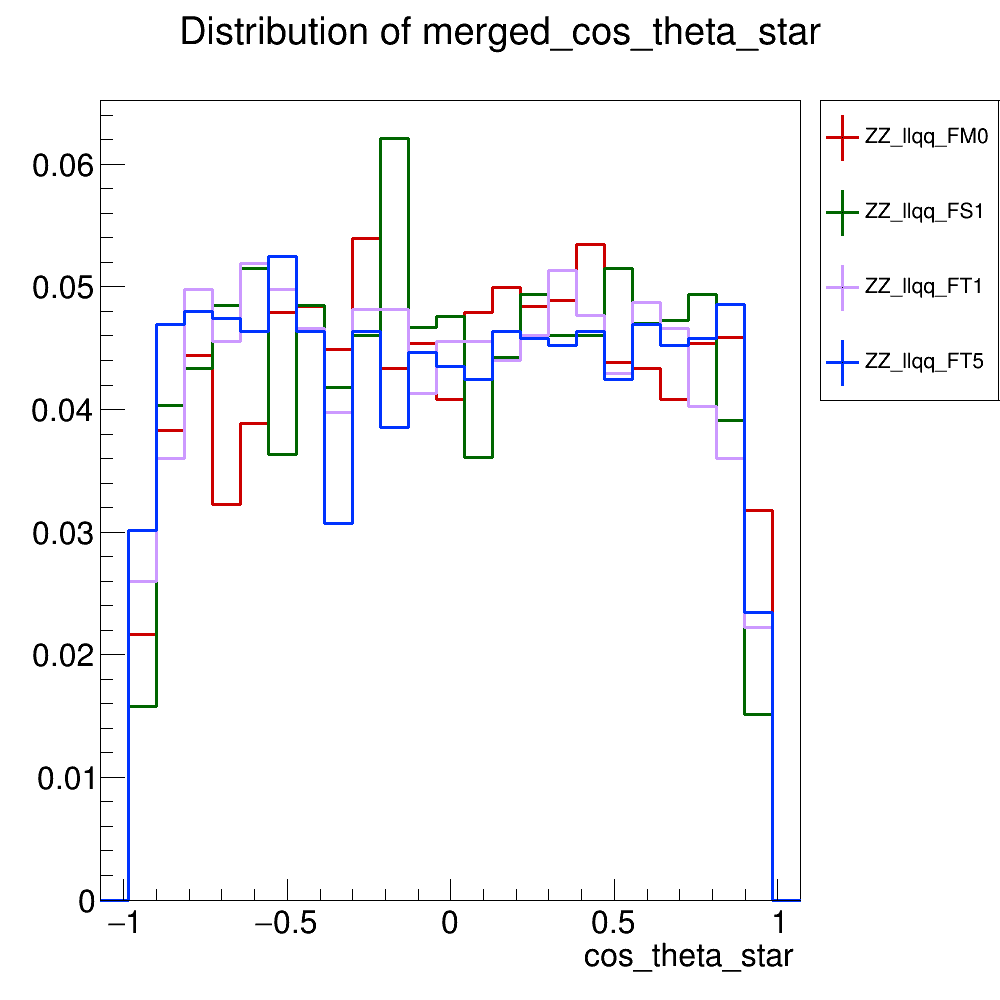 Distribution of merged_cos_theta_star
ZZ_llqq_FM0
ZZ_llqq_FS1
ZZ_llqq_FT1
ZZ_llqq_FT5
0.06
0.05
0.04
0.03
0.02
0.01
0
−1
−0.5
0
0.5
1
cos_theta_star